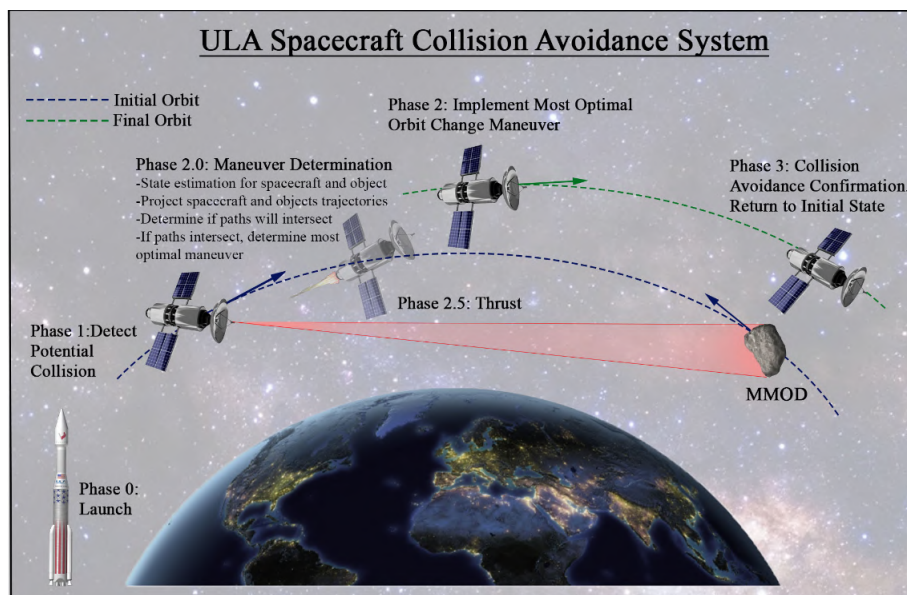 ULA Spacecraft Collision Avoidance System
Initial Orbit
Final Orbit
Phase 2: Implement Most Optimal
Orbit Change Maneuver
Phase 2.0: Maneuver Determination
-State estimation for spacecraft and object
-Project spacecraft and objects trajectories
-Determine if paths will intersect
-If paths intersect, determine most
optimal maneuver
Phase 3: Collision
Avoidance Confirmation,
Return to Initial State
Phase 2.5: Thrust
Phase 1:Detect
Potential
Collision
MMOD
Phase 0:
Launch